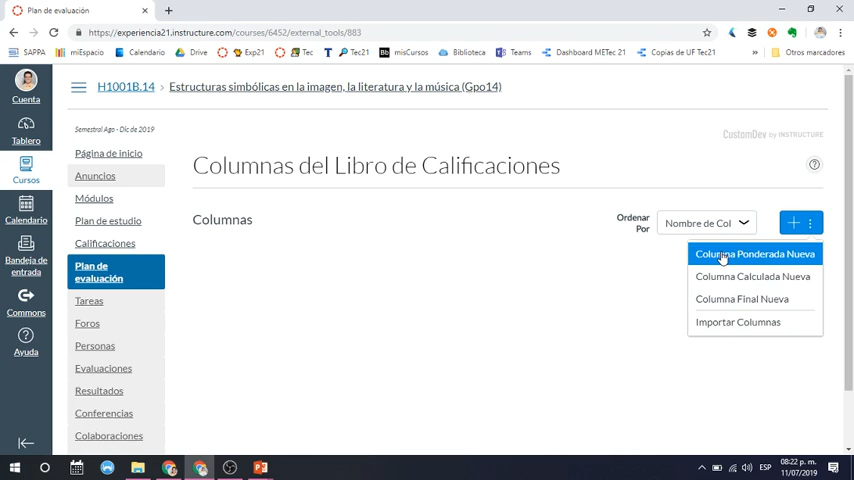 Plan de evaluación
https://experiencia21.instructure.com/courses/6452/external_tools/883
SAPPA
miEspacio
Calendario
Drive
Exp21
Tec
Tec21
misCursos
Biblioteca
Teams
Dashboard METec 21
Copias de UF Tec21
»
Otros marcadores
Cuenta
Tablero
Cursos
Calendario
Bandeja de
entrada
Commons
Ayuda
H1001B.14 > Estructuras simbólicas en la imagen, la literatura y la música (Gpo14)
Semestral Ago - Dic de 2019
Página de inicio
Anuncios
Módulos
Plan de estudio
Calificaciones
Plan de
evaluación
Tareas
Foros
Personas
Evaluaciones
Resultados
Conferencias
Colaboraciones
CustomDev by INSTRUCTURE
Columnas del Libro de Calificaciones
Columnas
Ordenar
Por
Nombre de Col
Columna Ponderada Nueva
Columna Calculada Nueva
Columna Final Nueva
Importar Columnas
ESP
08:22 p. m.
11/07/2019